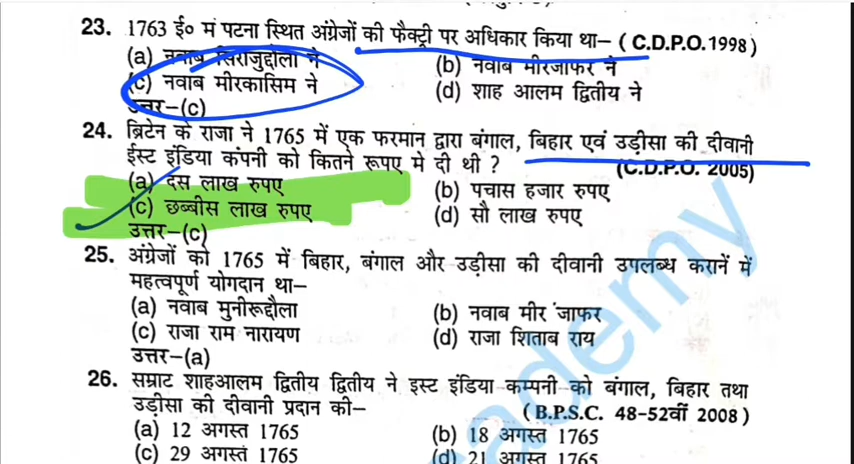 23. 1763 ई० मं पटना स्थित अंग्रेजों की फैक्ट्री पर अधिकार किया था– ( C.D.P.O. 1998)
(a) नवाब सिराजुद्दौला ने (b) नवाब मीरजाफर ने
(c) नवाब मीरकासिम ने (d) शाह आलम द्वितीय ने
उत्तर–(c)
24. ब्रिटेन के राजा ने 1765 में एक फरमान द्वारा बंगाल, बिहार एवं उड़ीसा की दीवानी
ईस्ट इंडिया कंपनी को कितने रूपए मे दी थी ? (C.D.P.O. 2005)
(a) दस लाख रुपए (b) पचास हजार रुपए
(c) छब्बीस लाख रुपए (d) सौ लाख रुपए
उत्तर–(c)
25. अंग्रेजों को 1765 में बिहार, बंगाल और उड़ीसा की दीवानी उपलब्ध करानें में
महत्वपूर्ण योगदान था–
(a) नवाब मुनीरूद्दौला (b) नवाब मीर जाफर
(c) राजा राम नारायण (d) राजा शिताब राय
उत्तर–(a)
26. सम्राट शाहआलम द्वितीय द्वितीय ने इस्ट इंडिया कम्पनी को बंगाल, बिहार तथा
उड़ीसा की दीवानी प्रदान की– ( B.P.S.C. 48-52वीं 2008 )
(a) 12 अगस्त 1765 (b) 18 अगस्त 1765
(c) 29 अगस्त 1765 (d) 21 अगस्त 1765